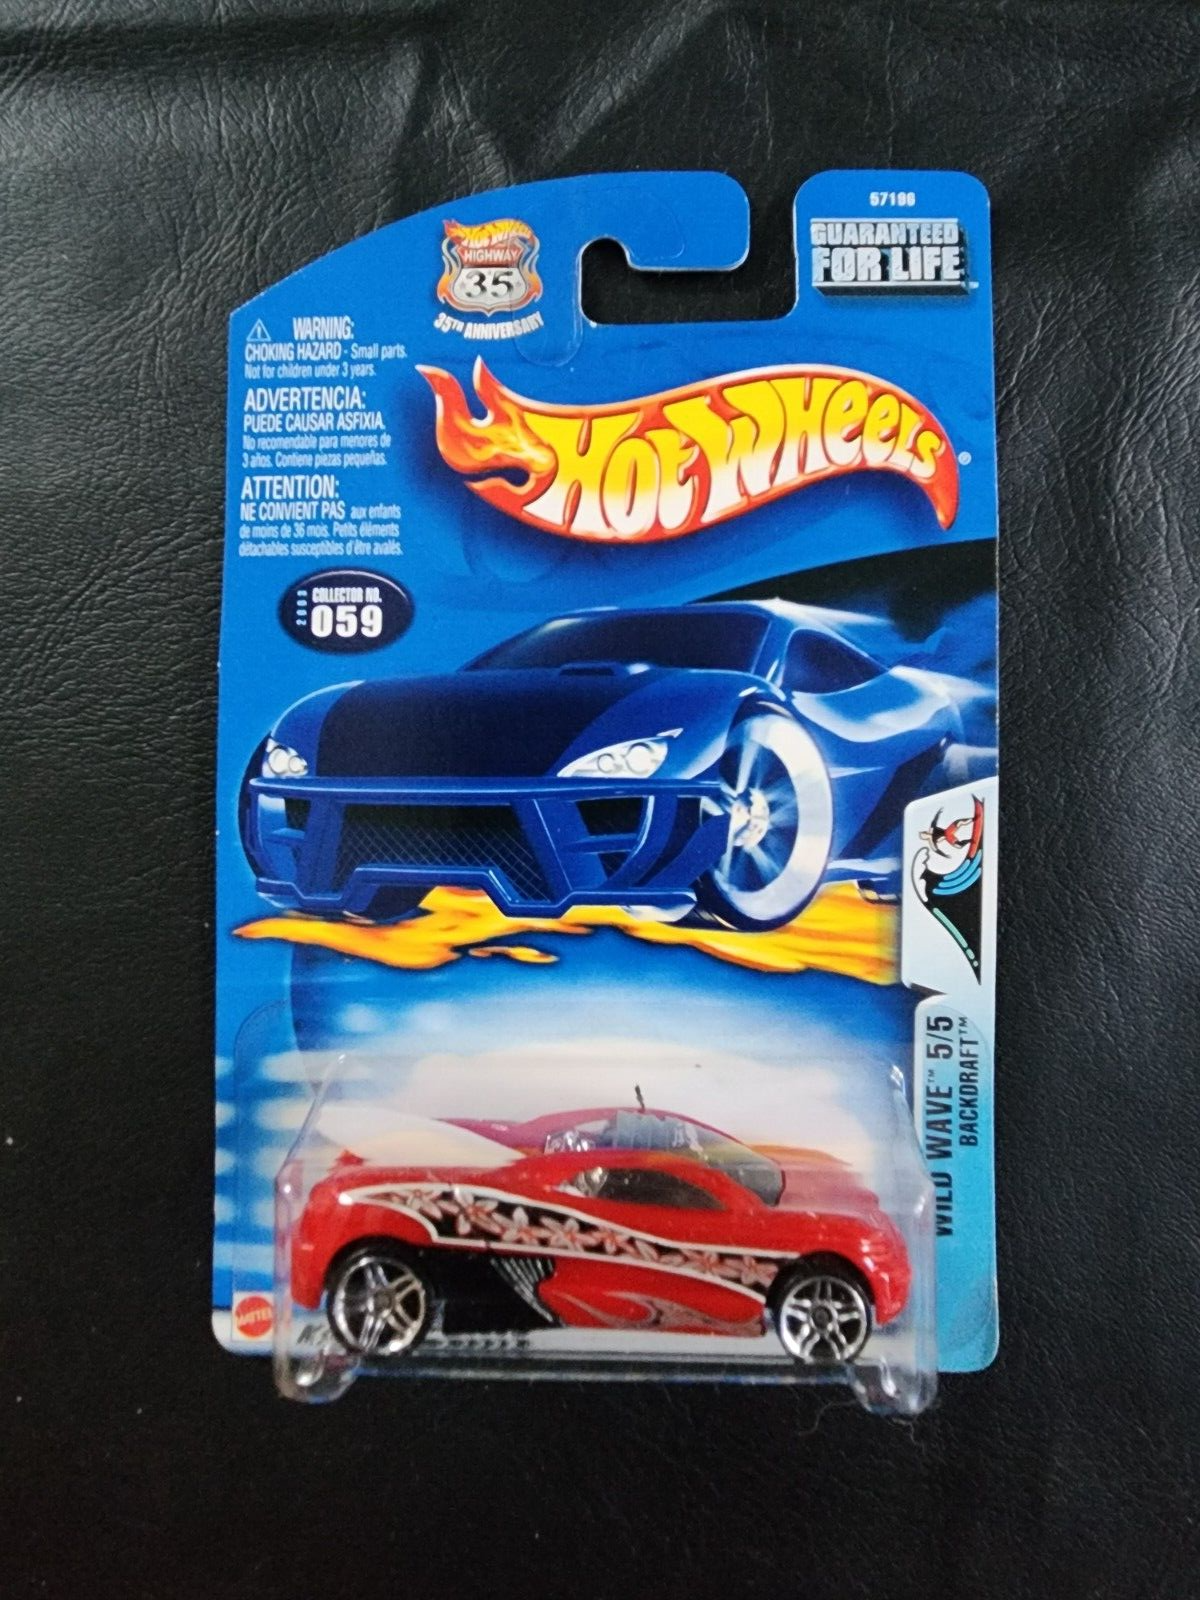 57196
GUARANTEED
FOR LIFE
HOT WHEELS
HIGHWAY
35
35TH ANNIVERSARY
WARNING:
CHOKING HAZARD - Small parts.
Not for children under 3 years.
ADVERTENCIA:
PUEDE CAUSAR ASFIXIA.
No recomendable para menores de
3 años. Contiene piezas pequeñas.
ATTENTION:
NE CONVIENT PAS aux enfants
de moins de 36 mois. Petits éléments
détachables susceptibles d'être avalés.
HOT WHEELS®
2003
COLLECTOR NO.
059
WILD WAVE™ 5/5
BACKDRAFT™
MATTEL